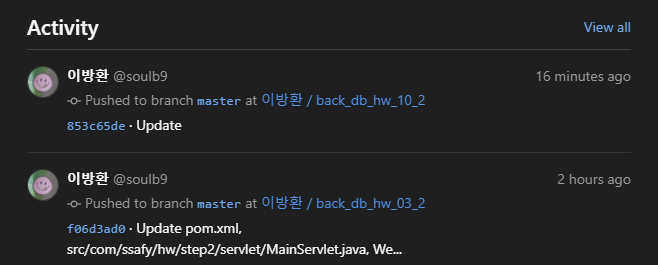 Activity View all
이방환 @soulb9 16 minutes ago
Pushed to branch master at 이방환 / back_db_hw_10_2
853c65de · Update
이방환 @soulb9 2 hours ago
Pushed to branch master at 이방환 / back_db_hw_03_2
f06d3ad0 · Update pom.xml,
src/com/ssafy/hw/step2/servlet/MainServlet.java, We...